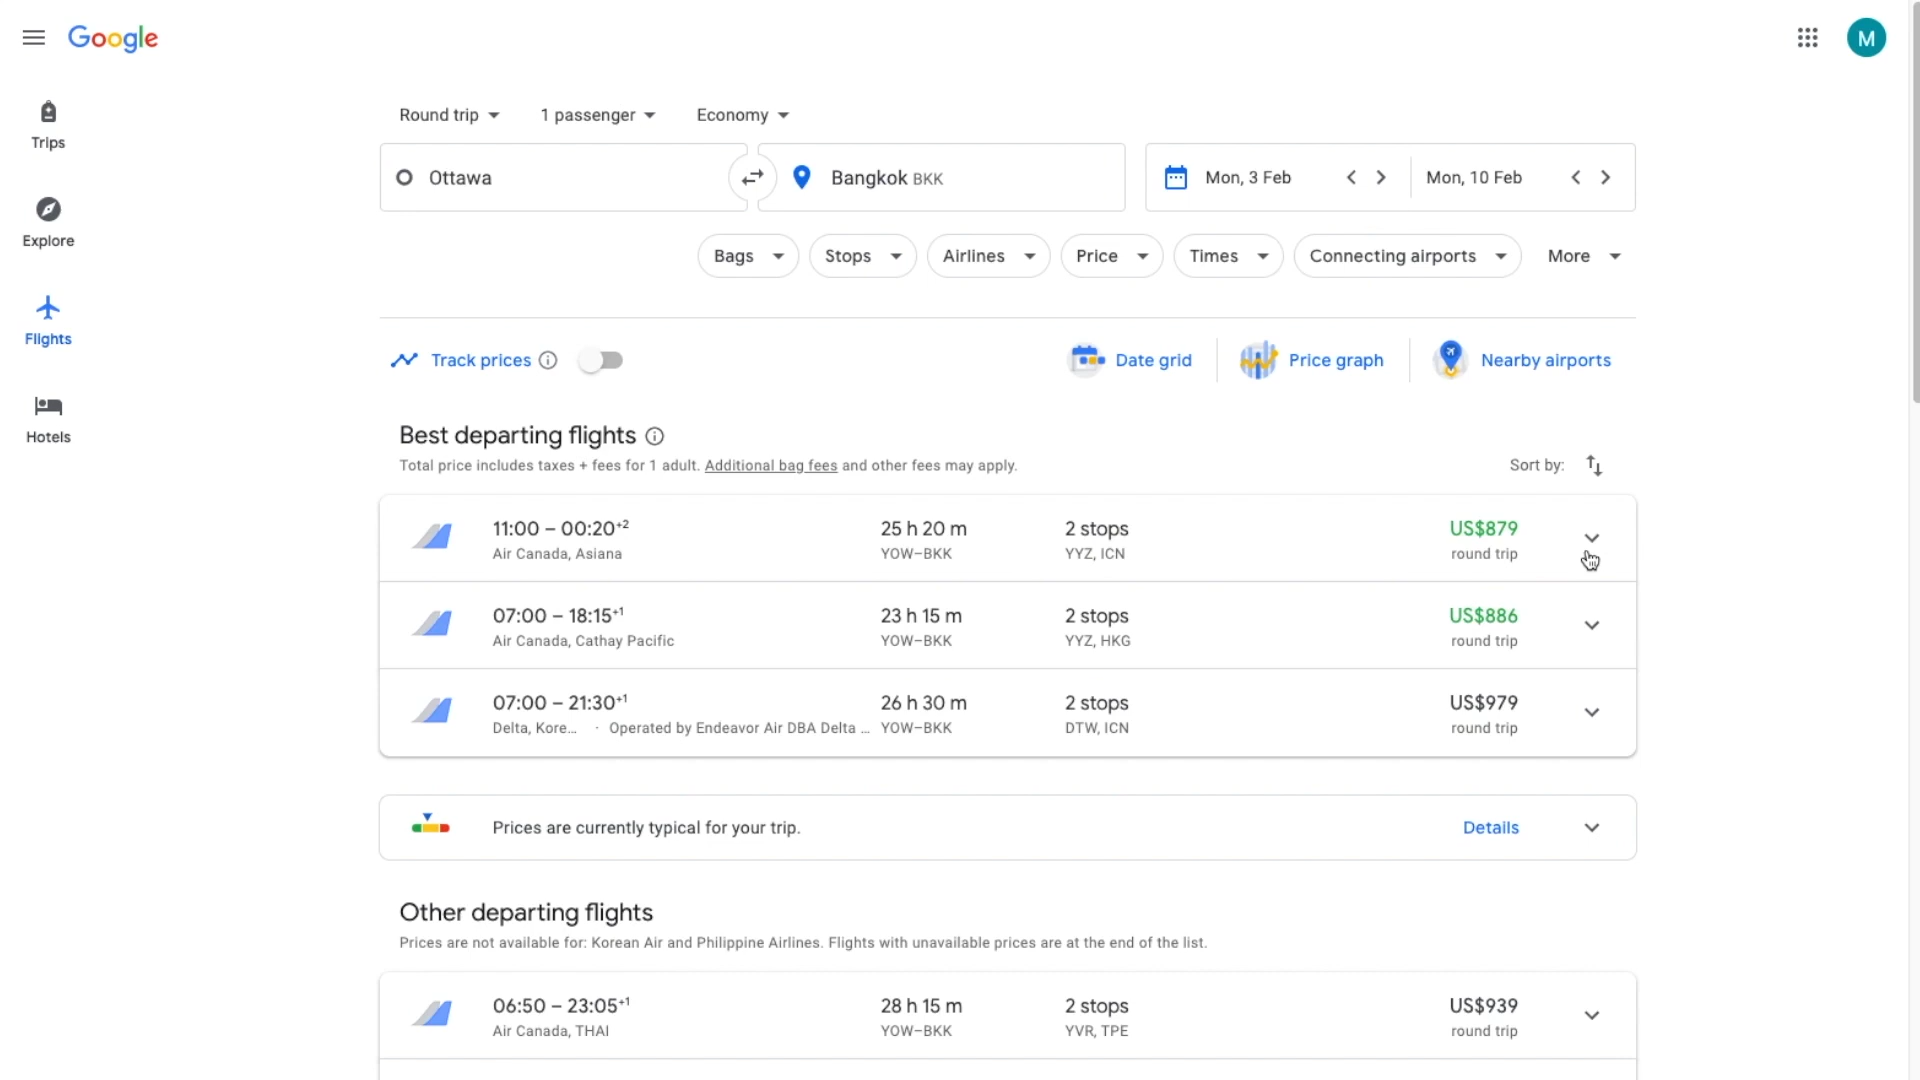 Google
M
Trips
Explore
Flights
Hotels
Round trip 1 passenger Economy
Ottawa Bangkok BKK Mon, 3 Feb Mon, 10 Feb
Bags Stops Airlines Price Times Connecting airports More
Track prices Date grid Price graph Nearby airports
Best departing flights
Total price includes taxes + fees for 1 adult. Additional bag fees and other fees may apply. Sort by:
11:00 – 00:20+2 25 h 20 m 2 stops US$879
Air Canada, Asiana YOW–BKK YYZ, ICN round trip
07:00 – 18:15+1 23 h 15 m 2 stops US$886
Air Canada, Cathay Pacific YOW–BKK YYZ, HKG round trip
07:00 – 21:30+1 26 h 30 m 2 stops US$979
Delta, Kore... · Operated by Endeavor Air DBA Delta ... YOW–BKK DTW, ICN round trip
Prices are currently typical for your trip. Details
Other departing flights
Prices are not available for: Korean Air and Philippine Airlines. Flights with unavailable prices are at the end of the list.
06:50 – 23:05+1 28 h 15 m 2 stops US$939
Air Canada, THAI YOW–BKK YVR, TPE round trip